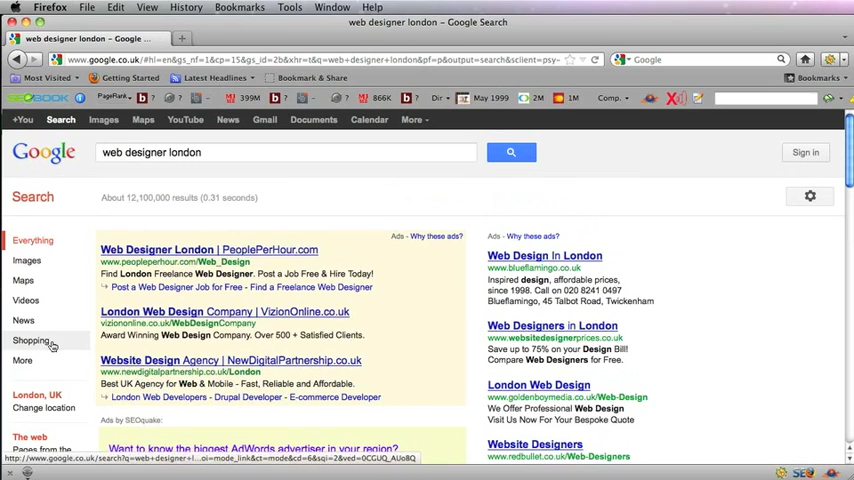 Firefox File Edit View History Bookmarks Tools Window Help
web designer london - Google Search
web designer london - Google ...
www.google.co.uk/#hl=en&gs_nf=1&cp=15&gs_id=2b&xhr=t&q=web+designer+london&pf=p&output=search&sclient=psy-
Google
Most Visited Getting Started Latest Headlines Bookmark & Share Bookmarks
SEOBOOK PageRank ? ? 399M ? 866K ? Dir May 1999 2M 1M Comp.
+You Search Images Maps YouTube News Gmail Documents Calendar More
Google
web designer london
Sign in
Search
About 12,100,000 results (0.31 seconds)
Everything
Images
Maps
Videos
News
Shopping
More
London, UK
Change location
The web
Pages from the
Ads - Why these ads?
Web Designer London | PeoplePerHour.com
www.peopleperhour.com/Web_Design
Find London Freelance Web Designer. Post a Job Free & Hire Today!
Post a Web Designer Job for Free - Find a Freelance Web Designer
London Web Design Company | VizionOnline.co.uk
viziononline.co.uk/WebDesignCompany
Award Winning Web Design Company. Over 500 + Satisfied Clients.
Website Design Agency | NewDigitalPartnership.co.uk
www.newdigitalpartnership.co.uk/London
Best UK Agency for Web & Mobile - Fast, Reliable and Affordable.
London Web Developers - Drupal Developer - E-commerce Developer
Ads by SEOquake:
Want to know the biggest AdWords advertiser in your region?
Ads - Why these ads?
Web Design In London
www.blueflamingo.co.uk
Inspired design, affordable prices,
since 1998. Call on 020 8241 0497
Blueflamingo, 45 Talbot Road, Twickenham
Web Designers in London
www.websitedesignerprices.co.uk
Save up to 75% on your Design Bill!
Compare Web Designers for Free.
London Web Design
www.goldenboymedia.co.uk/Web-Design
We Offer Professional Web Design
Visit Us Now For Your Bespoke Quote
Website Designers
www.redbullet.co.uk/Web-Designers
http://www.google.co.uk/search?q=web+designer+l...oi=mode_link&ct=mode&cd=6&sqi=2&ved=0CGUQ_AUoBQ